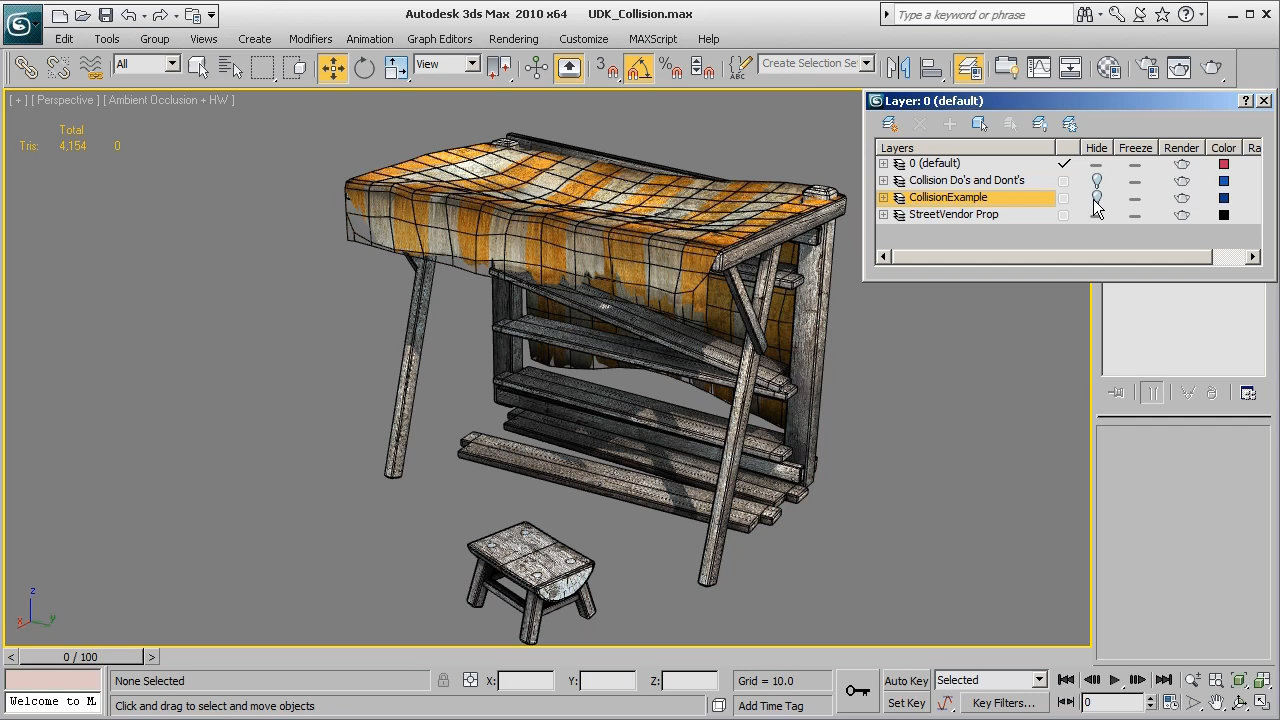 Autodesk 3ds Max 2010 x64 UDK_Collision.max
Type a keyword or phrase
Edit Tools Group Views Create Modifiers Animation Graph Editors Rendering Customize MAXScript Help
All
View
3
%
ABC
Create Selection Se
[ + ] [ Perspective ] [ Ambient Occlusion + HW ]
Total
Tris: 4,154 0
Layer: 0 (default)
Layers Hide Freeze Render Color Ra
0 (default)
Collision Do's and Dont's
CollisionExample
StreetVendor Prop
z
x y
< 0 / 100 >
None Selected X: Y: Z: Grid = 10.0 Auto Key Selected
Welcome to M Click and drag to select and move objects Add Time Tag Set Key Key Filters... 0